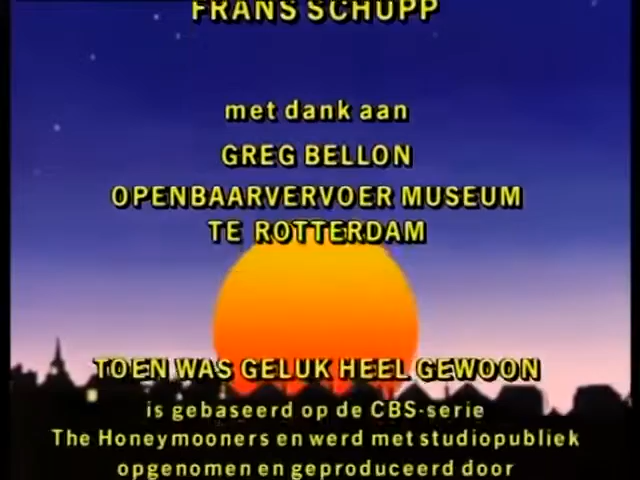 FRANS SCHUPP
met dank aan
GREG BELLON
OPENBAARVERVOER MUSEUM
TE ROTTERDAM
TOEN WAS GELUK HEEL GEWOON
is gebaseerd op de CBS-serie
The Honeymooners en werd met studiopubliek
opgenomen en geproduceerd door